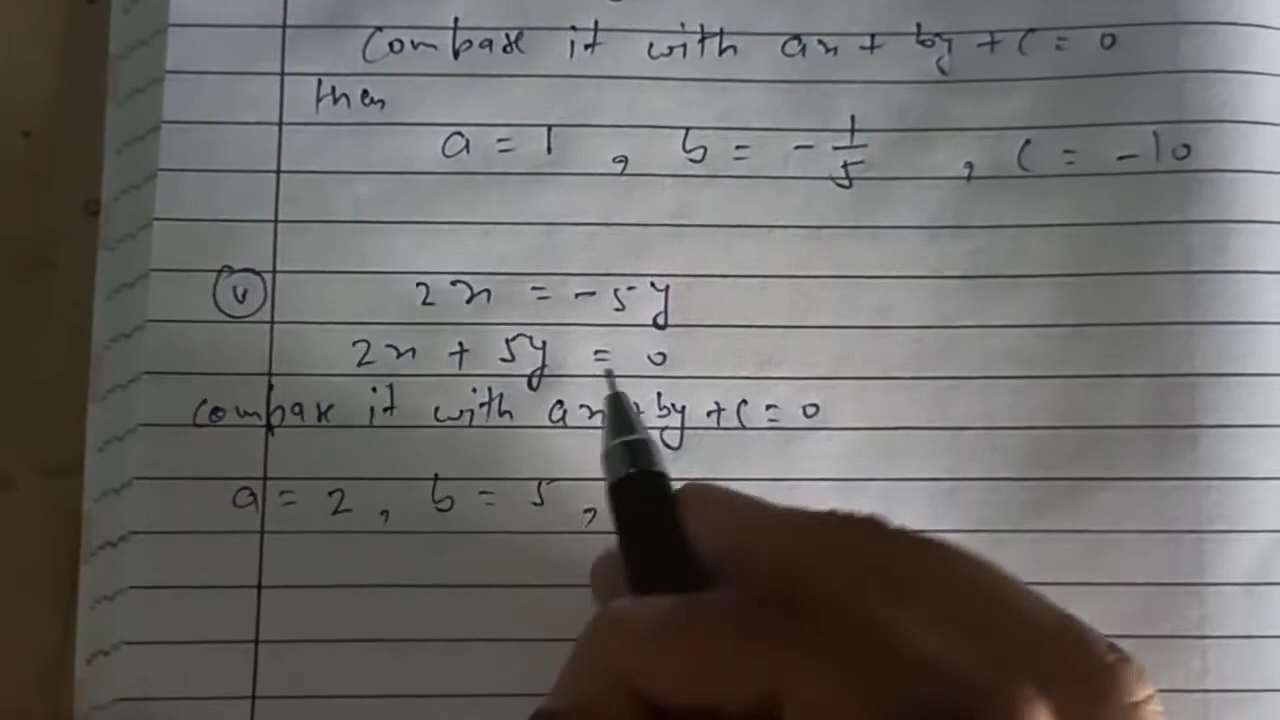 Compare it with ax + by + c = 0
then
a = 1 , b = - 1/5 , c = -10
(v) 2x = -5y
2x + 5y = 0
compare it with ax + by + c = 0
a = 2 , b = 5 ,